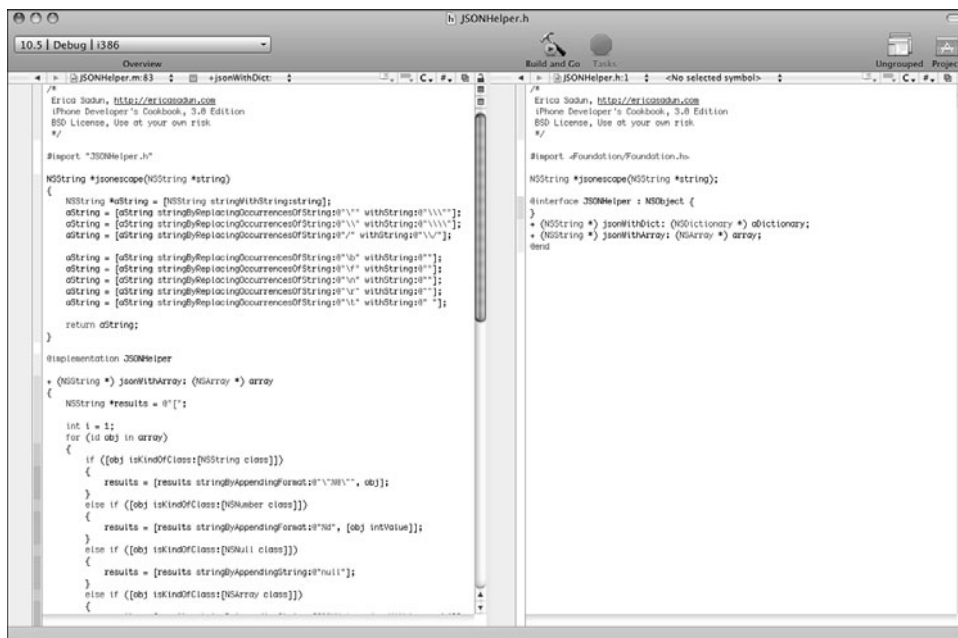 JSONHelper.h
10.5 | Debug | i386
Overview
Build and Go
Tasks
Ungrouped
Project
JSONHelper.m:83
+jsonWithDict:
/*
Erica Sadun, http://ericasadun.com
iPhone Developer's Cookbook, 3.0 Edition
BSD License, Use at your own risk
*/
#import "JSONHelper.h"
NSString *jsonescape(NSString *string)
{
NSString *aString = [NSString stringWithString:string];
aString = [aString stringByReplacingOccurrencesOfString:@"\"" withString:@"\\\""];
aString = [aString stringByReplacingOccurrencesOfString:@"\\" withString:@"\\\\"];
aString = [aString stringByReplacingOccurrencesOfString:@"/" withString:@"\\/"];
aString = [aString stringByReplacingOccurrencesOfString:@"\b" withString:@""];
aString = [aString stringByReplacingOccurrencesOfString:@"\f" withString:@""];
aString = [aString stringByReplacingOccurrencesOfString:@"\n" withString:@""];
aString = [aString stringByReplacingOccurrencesOfString:@"\r" withString:@""];
aString = [aString stringByReplacingOccurrencesOfString:@"\t" withString:@" "];
return aString;
}
@implementation JSONHelper
+ (NSString *) jsonWithArray: (NSArray *) array
{
NSString *results = @"[";
int i = 1;
for (id obj in array)
{
if ([obj isKindOfClass:[NSString class]])
{
results = [results stringByAppendingFormat:@"\"%@\"", obj];
}
else if ([obj isKindOfClass:[NSNumber class]])
{
results = [results stringByAppendingFormat:@"%d", [obj intValue]];
}
else if ([obj isKindOfClass:[NSNull class]])
{
results = [results stringByAppendingString:@"null"];
}
else if ([obj isKindOfClass:[NSArray class]])
{
JSONHelper.h:1
<No selected symbol>
/*
Erica Sadun, http://ericasadun.com
iPhone Developer's Cookbook, 3.0 Edition
BSD License, Use at your own risk
*/
#import <Foundation/Foundation.h>
NSString *jsonescape(NSString *string);
@interface JSONHelper : NSObject {
}
+ (NSString *) jsonWithDict: (NSDictionary *) aDictionary;
+ (NSString *) jsonWithArray: (NSArray *) array;
@end